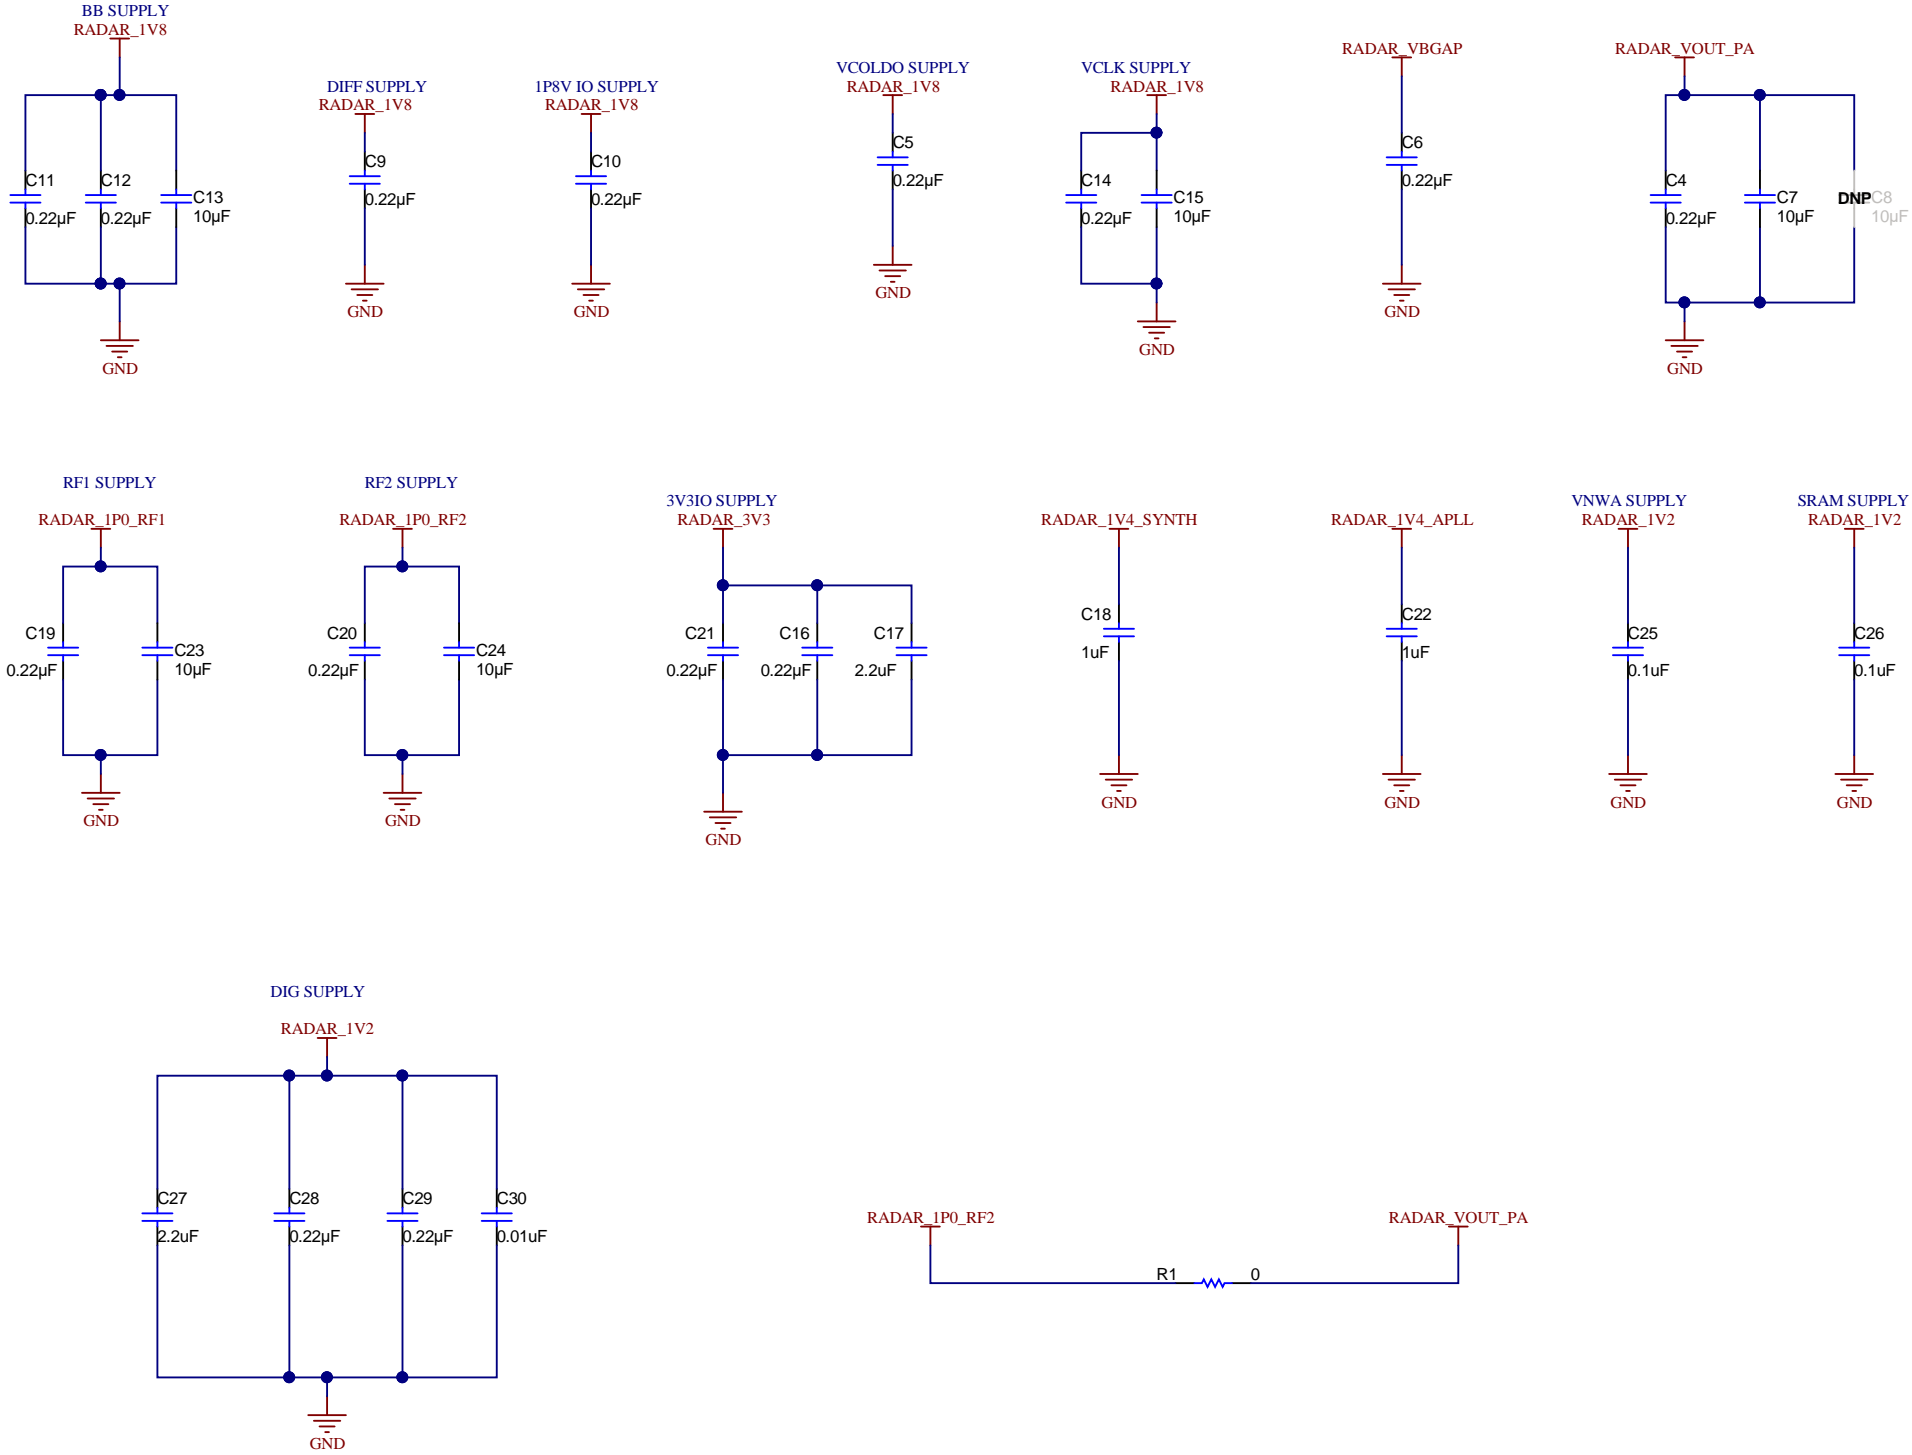 BB SUPPLY
RADAR_1V8
C11
0.22µF
C12
0.22µF
C13
10µF
GND
DIFF SUPPLY
RADAR_1V8
C9
0.22µF
GND
1P8V IO SUPPLY
RADAR_1V8
C10
0.22µF
GND
VCOLDO SUPPLY
RADAR_1V8
C5
0.22µF
GND
VCLK SUPPLY
RADAR_1V8
C14
0.22µF
C15
10µF
GND
RADAR_VBGAP
C6
0.22µF
GND
RADAR_VOUT_PA
C4
0.22µF
C7
10µF
DNP
C8
10µF
GND
RF1 SUPPLY
RADAR_1P0_RF1
C19
0.22µF
C23
10µF
GND
RF2 SUPPLY
RADAR_1P0_RF2
C20
0.22µF
C24
10µF
GND
3V3IO SUPPLY
RADAR_3V3
C21
0.22µF
C16
0.22µF
C17
2.2uF
GND
RADAR_1V4_SYNTH
C18
1uF
GND
RADAR_1V4_APLL
C22
1uF
GND
VNWA SUPPLY
RADAR_1V2
C25
0.1uF
GND
SRAM SUPPLY
RADAR_1V2
C26
0.1uF
GND
DIG SUPPLY
RADAR_1V2
C27
2.2uF
C28
0.22µF
C29
0.22µF
C30
0.01uF
GND
RADAR_1P0_RF2
RADAR_VOUT_PA
R1
0